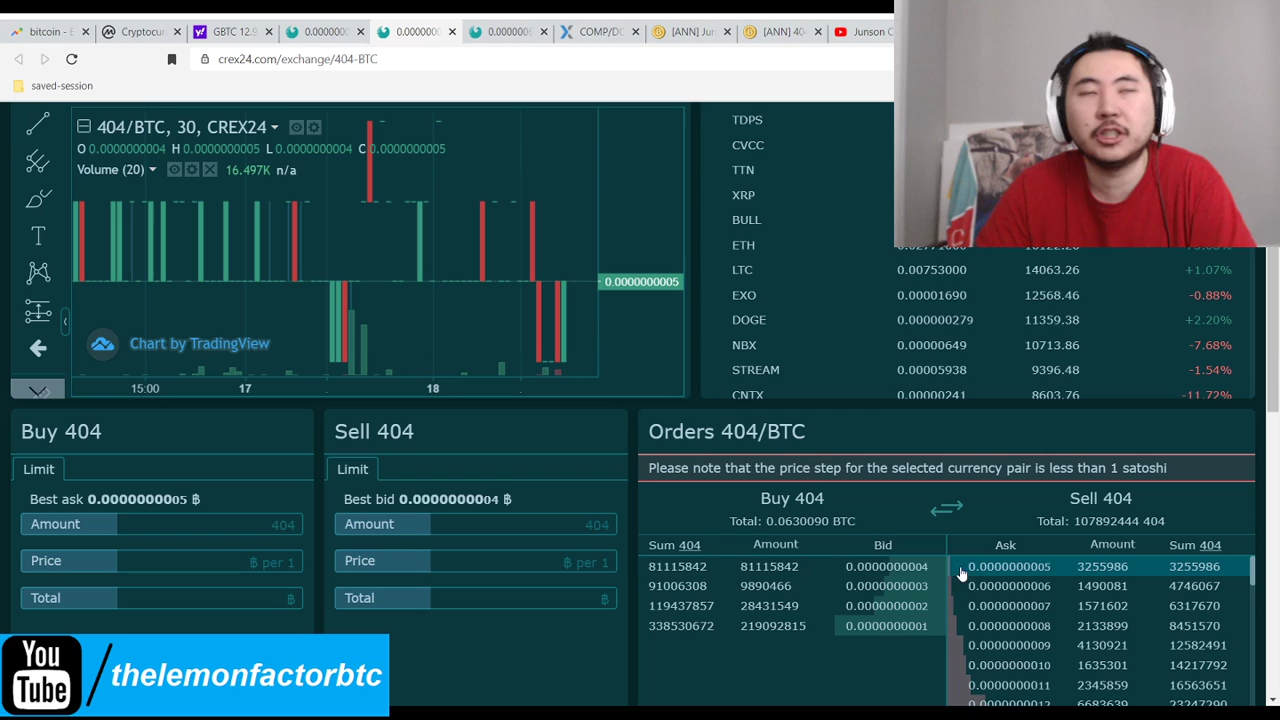 bitcoin - E
Cryptocur
GBTC 12.9
0.000000
0.000000
0.000000
COMP/DC
[ANN] Jun
[ANN] 40
Junson C
crex24.com/exchange/404-BTC
saved-session
404/BTC, 30, CREX24
O 0.0000000004 H 0.0000000005 L 0.0000000004 C 0.0000000005
Volume (20) 16.497K n/a
0.0000000005
Chart by TradingView
15:00 17 18
TDPS
CVCC
TTN
XRP
BULL
ETH
LTC 0.00753000 14063.26 +1.07%
EXO 0.00001690 12568.46 -0.88%
DOGE 0.000000279 11359.38 +2.20%
NBX 0.00000649 10713.86 -7.68%
STREAM 0.00005938 9396.48 -1.54%
CNTX 0.00000241 8603.76 -11.72%
Buy 404
Limit
Best ask 0.0000000005 ฿
Amount 404
Price ฿ per 1
Total ฿
Sell 404
Limit
Best bid 0.0000000004 ฿
Amount 404
Price ฿ per 1
Total ฿
Orders 404/BTC
Please note that the price step for the selected currency pair is less than 1 satoshi
Buy 404 Sell 404
Total: 0.0630090 BTC Total: 107892444 404
Sum 404 Amount Bid Ask Amount Sum 404
81115842 81115842 0.0000000004 0.0000000005 3255986 3255986
91006308 9890466 0.0000000003 0.0000000006 1490081 4746067
119437857 28431549 0.0000000002 0.0000000007 1571602 6317670
338530672 219092815 0.0000000001 0.0000000008 2133899 8451570
0.0000000009 4130921 12582491
0.0000000010 1635301 14217792
0.0000000011 2345859 16563651
0.0000000012 6683639 23247290
You
Tube
/thelemonfactorbtc